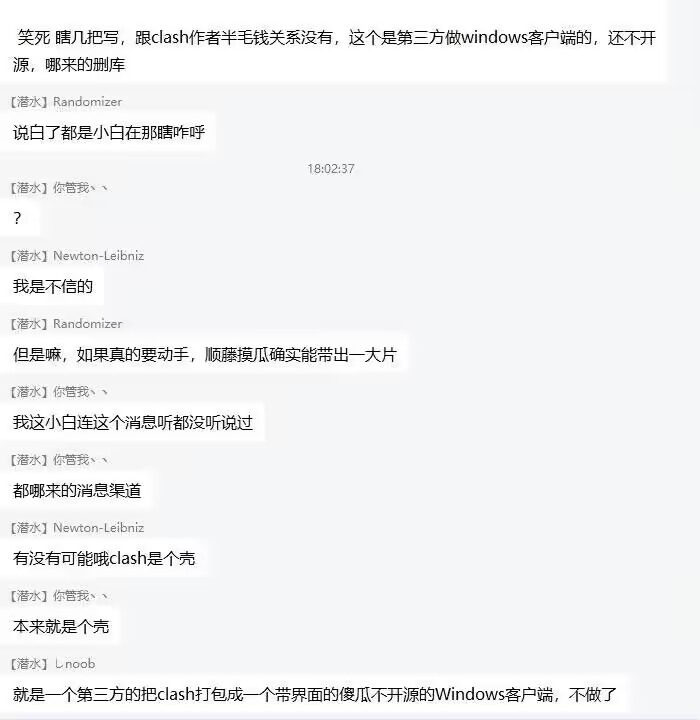 笑死 瞎几把写，跟clash作者半毛钱关系没有，这个是第三方做windows客户端的，还不开
源，哪来的删库
【潜水】Randomizer
说白了都是小白在那瞎咋呼
18:02:37
【潜水】你管我丶丶
?
【潜水】Newton-Leibniz
我是不信的
【潜水】Randomizer
但是嘛，如果真的要动手，顺藤摸瓜确实能带出一大片
【潜水】你管我丶丶
我这小白连这个消息听都没听说过
【潜水】你管我丶丶
都哪来的消息渠道
【潜水】Newton-Leibniz
有没有可能哦clash是个壳
【潜水】你管我丶丶
本来就是个壳
【潜水】乚noob
就是一个第三方的把clash打包成一个带界面的傻瓜不开源的Windows客户端，不做了